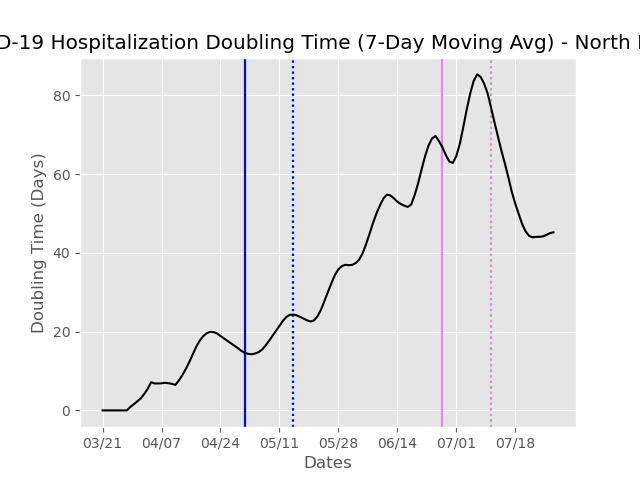 D-19 Hospitalization Doubling Time (7-Day Moving Avg) - North
Doubling Time (Days)
80
60
40
20
0
03/21 04/07 04/24 05/11 05/28 06/14 07/01 07/18
Dates